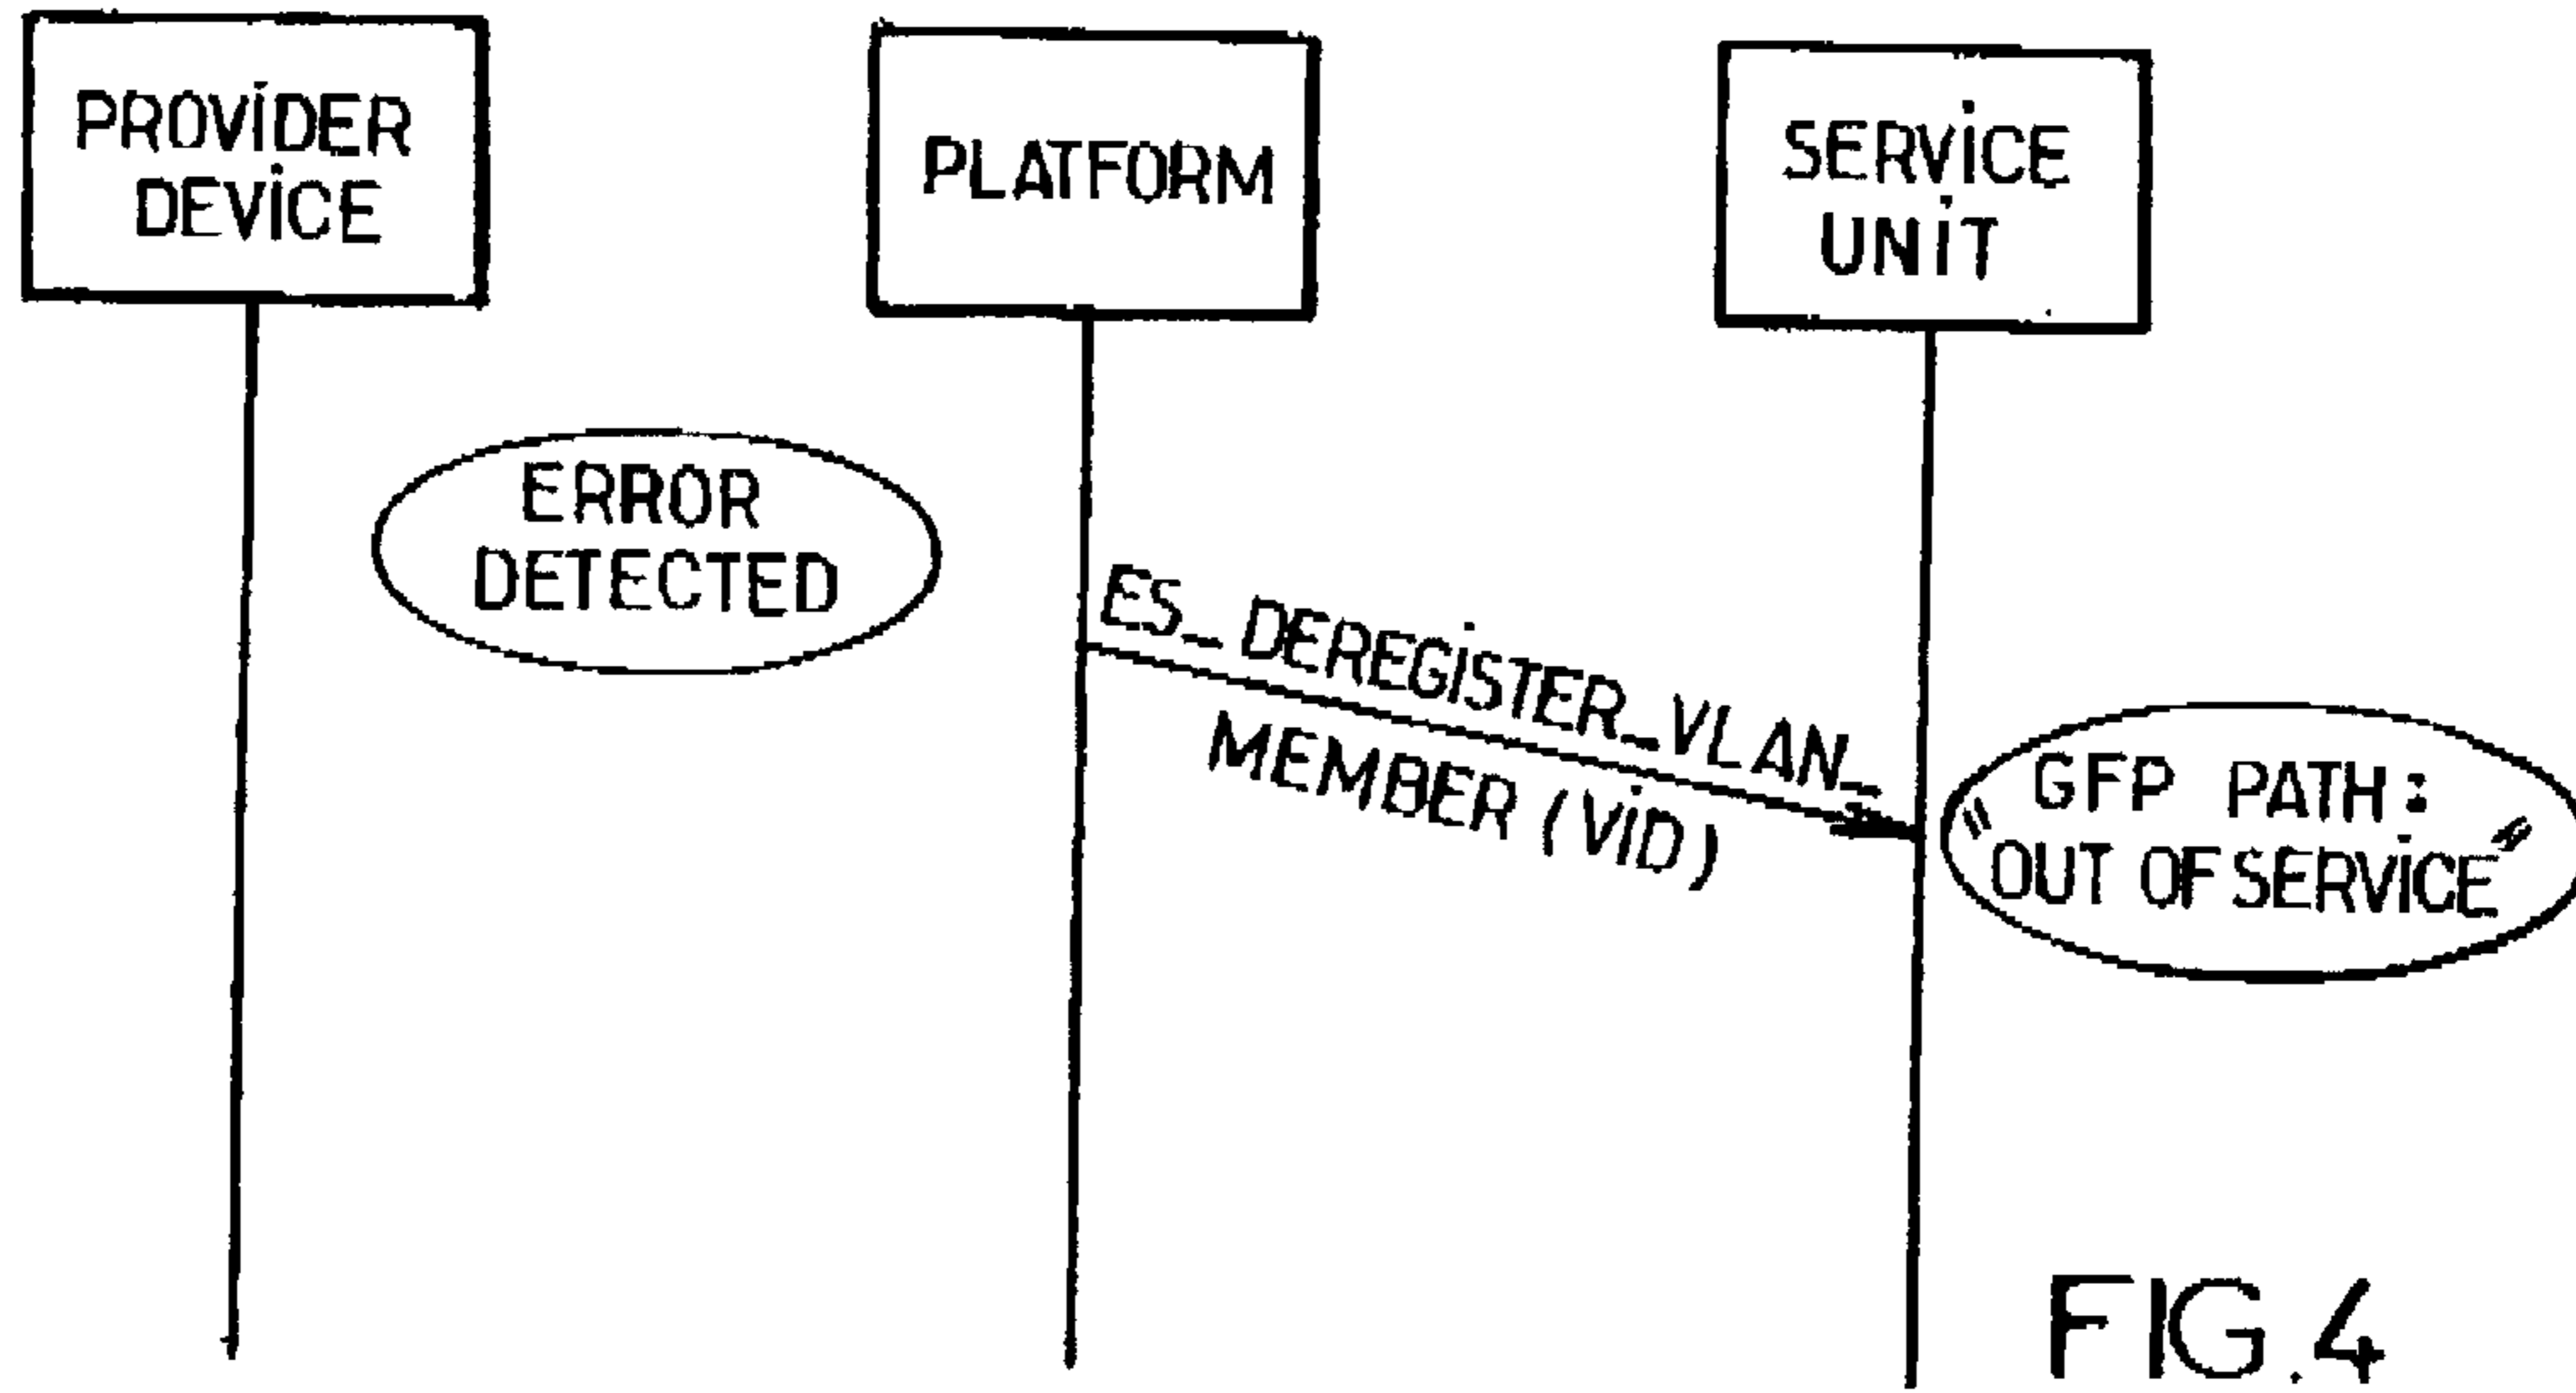 PROViDER
DEViCE
PLATFORM
SERViCE
UNiT
ERROR
DETECTED
ES_DEREGiSTER_VLAN_
MEMBER (ViD)
GFP PATH:
"OUT OF SERViCE"
FIG.4